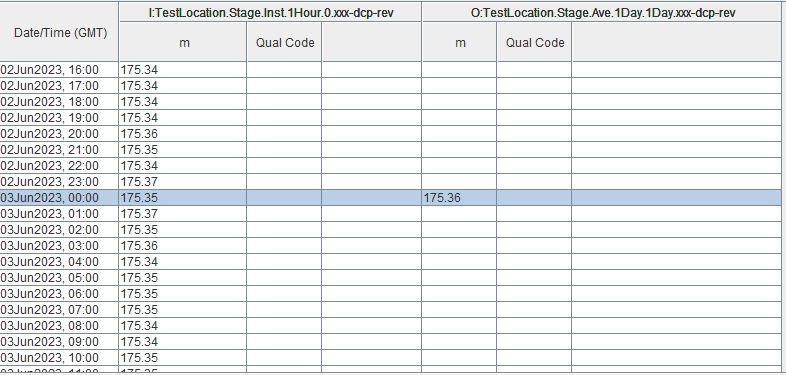 Date/Time (GMT) I:TestLocation.Stage.Inst.1Hour.0.xxx-dcp-rev O:TestLocation.Stage.Ave.1Day.1Day.xxx-dcp-rev
m Qual Code m Qual Code
02Jun2023, 16:00 175.34
02Jun2023, 17:00 175.34
02Jun2023, 18:00 175.34
02Jun2023, 19:00 175.34
02Jun2023, 20:00 175.36
02Jun2023, 21:00 175.35
02Jun2023, 22:00 175.34
02Jun2023, 23:00 175.37
03Jun2023, 00:00 175.35 175.36
03Jun2023, 01:00 175.37
03Jun2023, 02:00 175.35
03Jun2023, 03:00 175.36
03Jun2023, 04:00 175.34
03Jun2023, 05:00 175.35
03Jun2023, 06:00 175.35
03Jun2023, 07:00 175.35
03Jun2023, 08:00 175.34
03Jun2023, 09:00 175.34
03Jun2023, 10:00 175.35